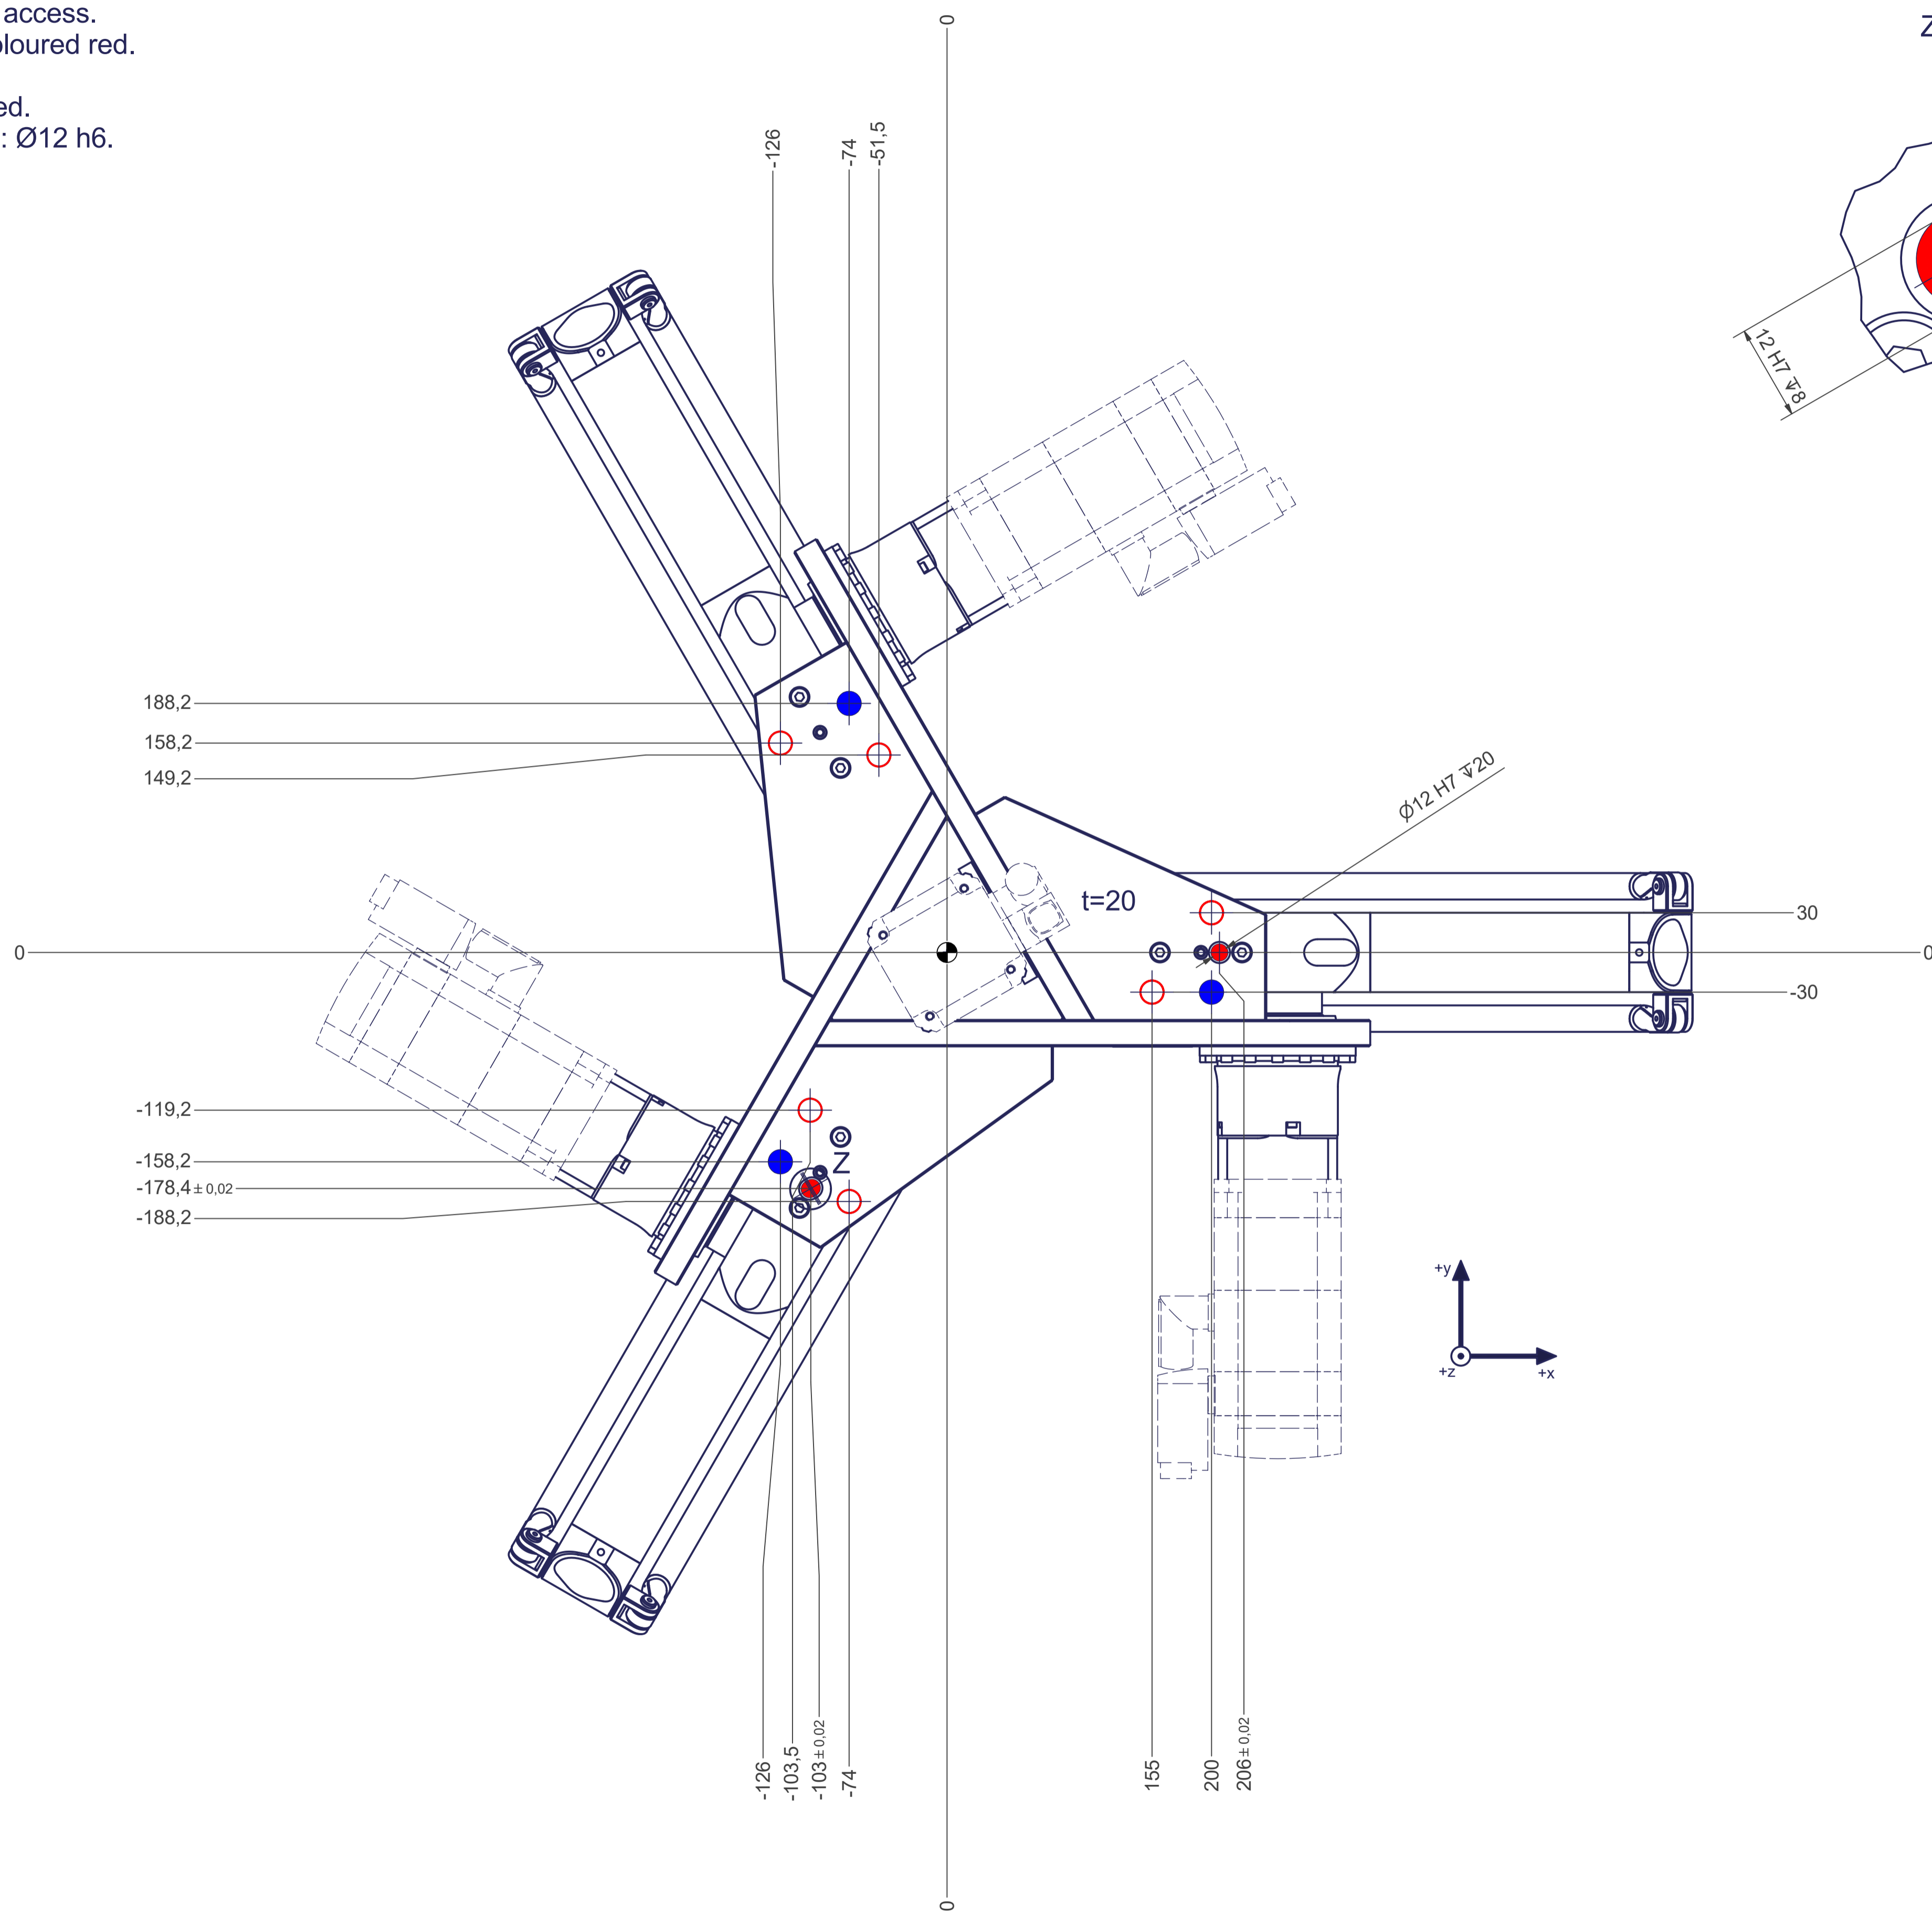 access.
oloured red.
ed.
: Ø12 h6.
0
Z
-126
-74
-51,5
12 H7 ↧8
188,2
158,2
149,2
Ø12 H7 ↧20
t=20
30
0
0
-30
-119,2
-158,2
Z
-178,4 ± 0,02
-188,2
+y
+z
+x
-126
-103,5
-103 ± 0,02
-74
155
200
206 ± 0,02
0